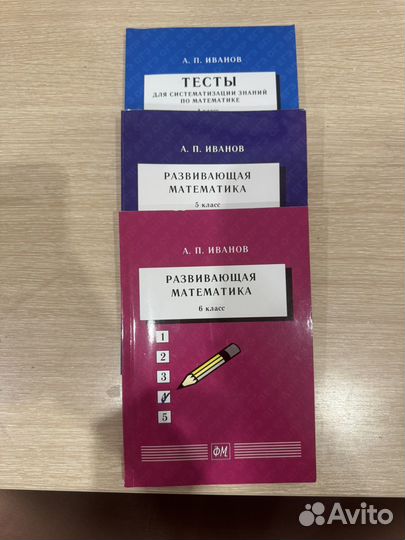 А. П. ИВАНОВ
ТЕСТЫ
ДЛЯ СИСТЕМАТИЗАЦИИ ЗНАНИЙ
ПО МАТЕМАТИКЕ
А. П. ИВАНОВ
РАЗВИВАЮЩАЯ
МАТЕМАТИКА
5 класс
А. П. ИВАНОВ
РАЗВИВАЮЩАЯ
МАТЕМАТИКА
6 класс
1
2
3
5
ФМ
Avito